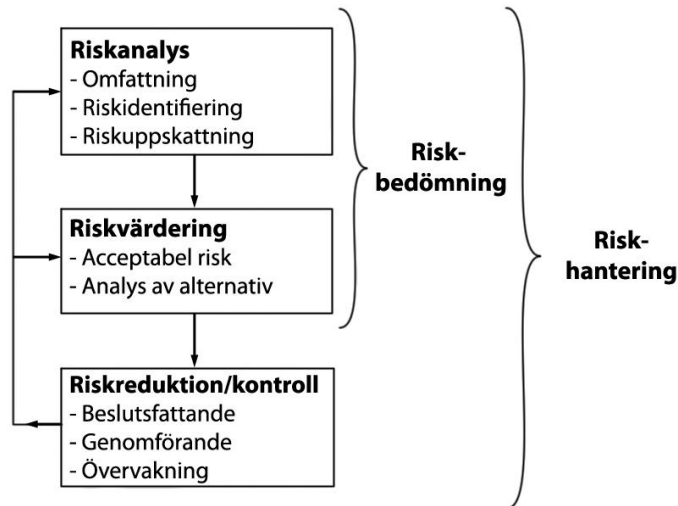 Riskanalys
- Omfattning
- Riskidentifiering
- Riskuppskattning
Risk-
bedömning
Riskvärdering
- Acceptabel risk
- Analys av alternativ
Risk-
hantering
Riskreduktion/kontroll
- Beslutsfattande
- Genomförande
- Övervakning